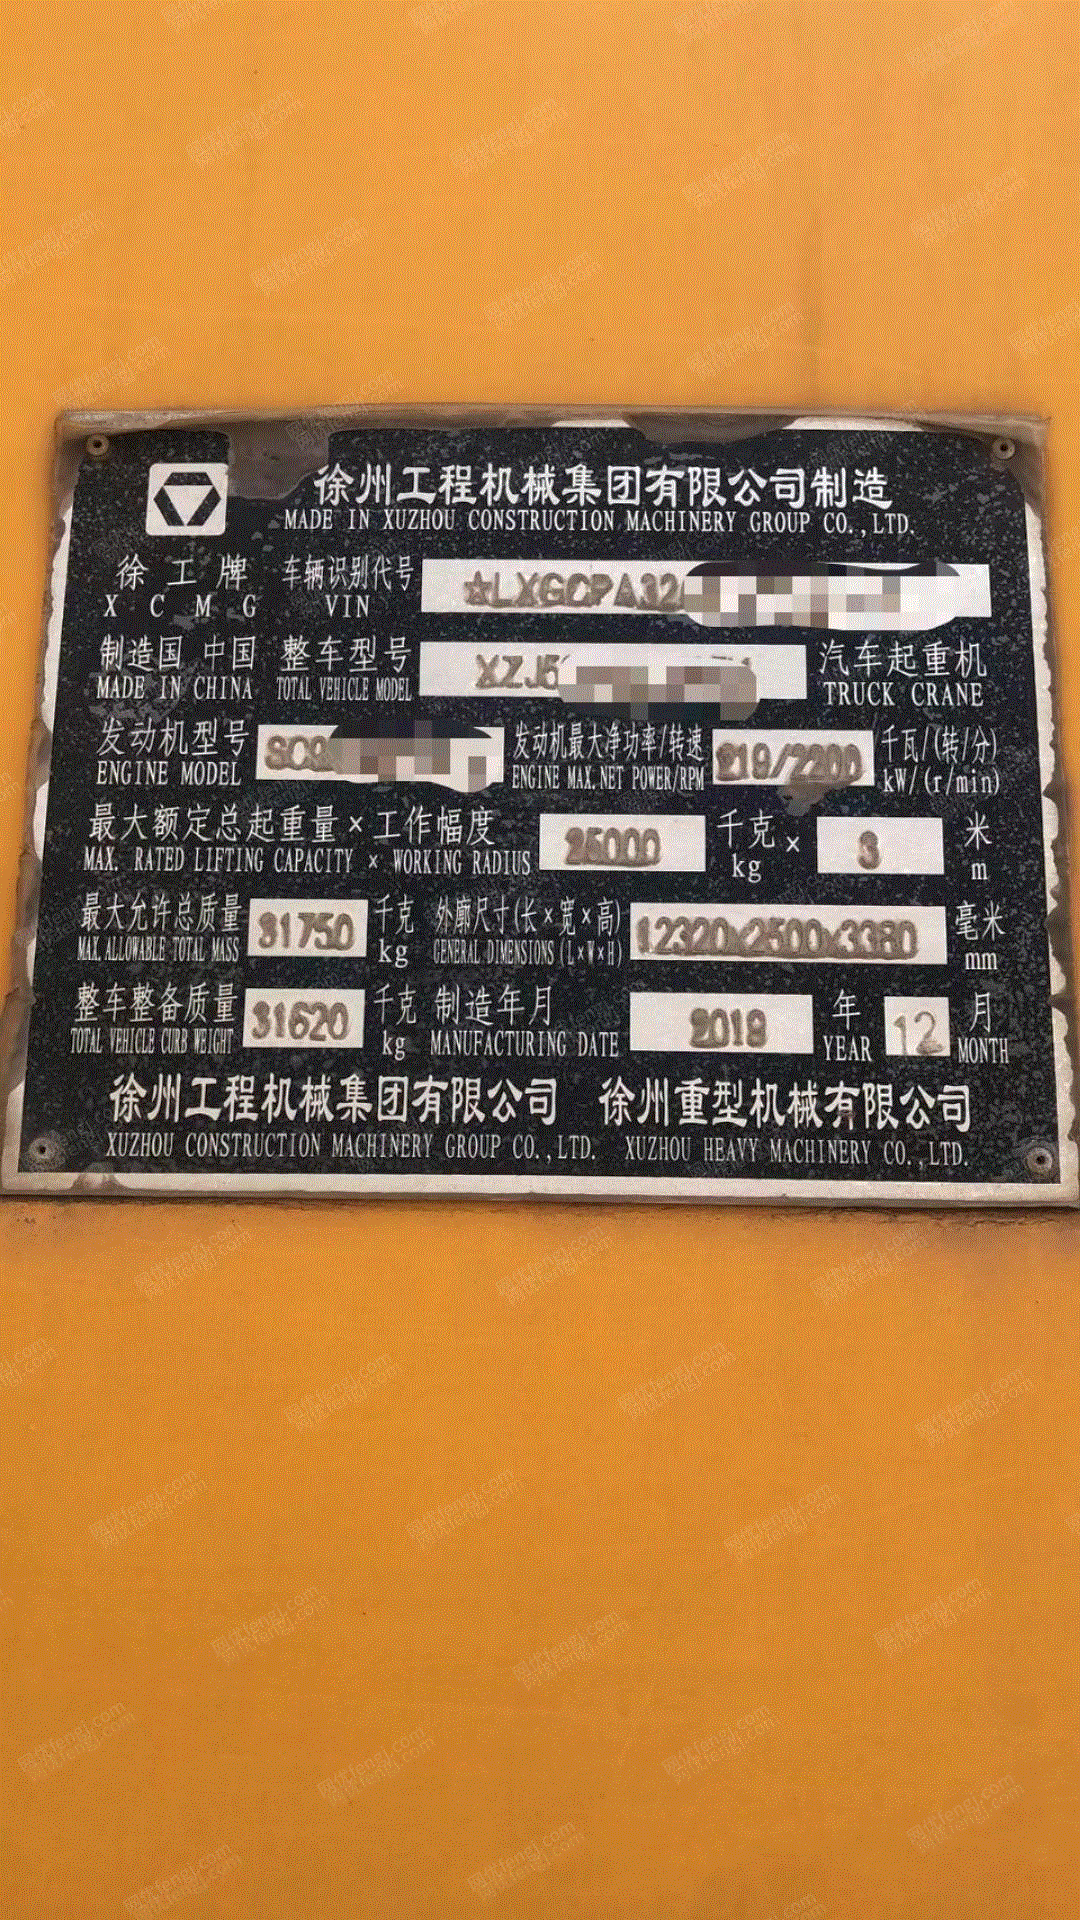 徐州工程机械集团有限公司制造
MADE IN XUZHOU CONSTRUCTION MACHINERY GROUP CO.,LTD.
徐工牌 车辆识别代号 ☆LXGCPA32
XCMG VIN
制造国 中国 整车型号 XZJ5 汽车起重机
MADE IN CHINA TOTAL VEHICLE MODEL TRUCK CRANE
发动机型号 SC9 发动机最大净功率/转速 219/2200 千瓦/(转/分)
ENGINE MODEL ENGINE MAX.NET POWER/RPM kW/(r/min)
最大额定总起重量×工作幅度 25000 千克 × 3 米
MAX. RATED LIFTING CAPACITY × WORKING RADIUS kg m
最大允许总质量 31750 千克 外廓尺寸(长×宽×高) 12320x2500x3380 毫米
MAX. ALLOWABLE TOTAL MASS kg GENERAL DIMENSIONS (L×W×H) mm
整车整备质量 31620 千克 制造年月 2018 年 12 月
TOTAL VEHICLE CURB WEIGHT kg MANUFACTURING DATE YEAR MONTH
徐州工程机械集团有限公司 徐州重型机械有限公司
XUZHOU CONSTRUCTION MACHINERY GROUP CO.,LTD. XUZHOU HEAVY MACHINERY CO.,LTD.